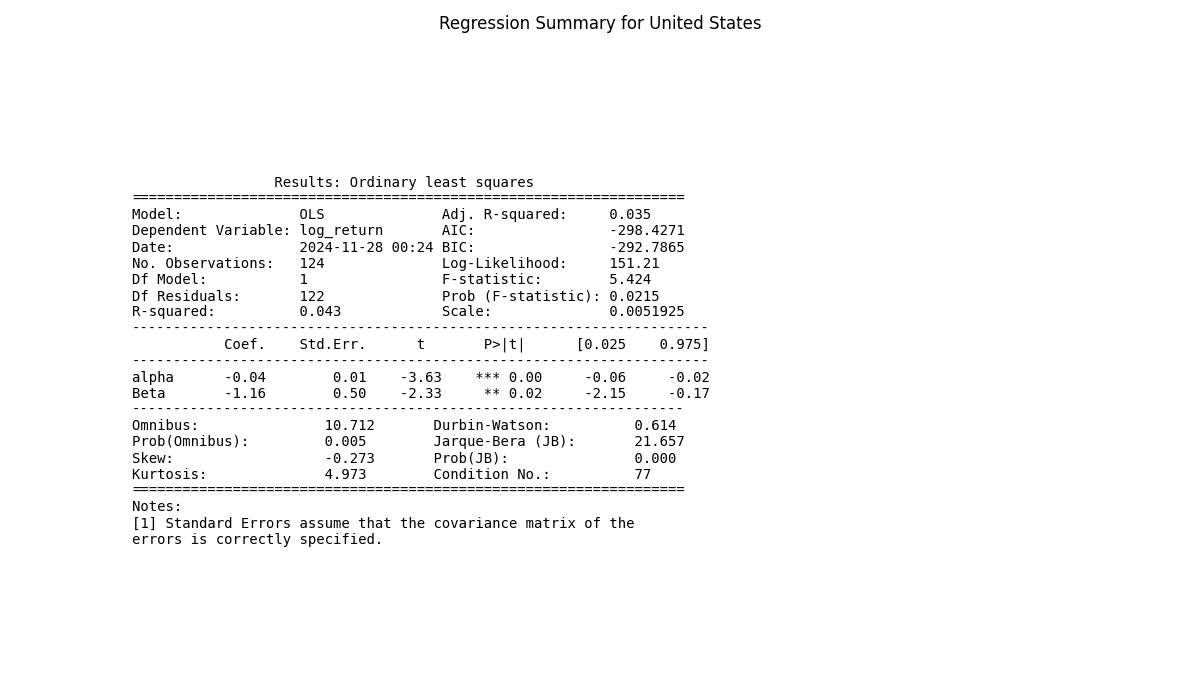 Regression Summary for United States
Results: Ordinary least squares
==================================================================
Model:              OLS              Adj. R-squared:     0.035
Dependent Variable: log_return       AIC:                -298.4271
Date:               2024-11-28 00:24 BIC:                -292.7865
No. Observations:   124              Log-Likelihood:     151.21
Df Model:           1                F-statistic:        5.424
Df Residuals:       122              Prob (F-statistic): 0.0215
R-squared:          0.043            Scale:              0.0051925
---------------------------------------------------------------------
           Coef.    Std.Err.      t       P>|t|      [0.025    0.975]
---------------------------------------------------------------------
alpha      -0.04        0.01    -3.63    *** 0.00     -0.06     -0.02
Beta       -1.16        0.50    -2.33     ** 0.02     -2.15     -0.17
------------------------------------------------------------------
Omnibus:               10.712       Durbin-Watson:          0.614
Prob(Omnibus):         0.005        Jarque-Bera (JB):       21.657
Skew:                  -0.273       Prob(JB):               0.000
Kurtosis:              4.973        Condition No.:          77
==================================================================
Notes:
[1] Standard Errors assume that the covariance matrix of the
errors is correctly specified.